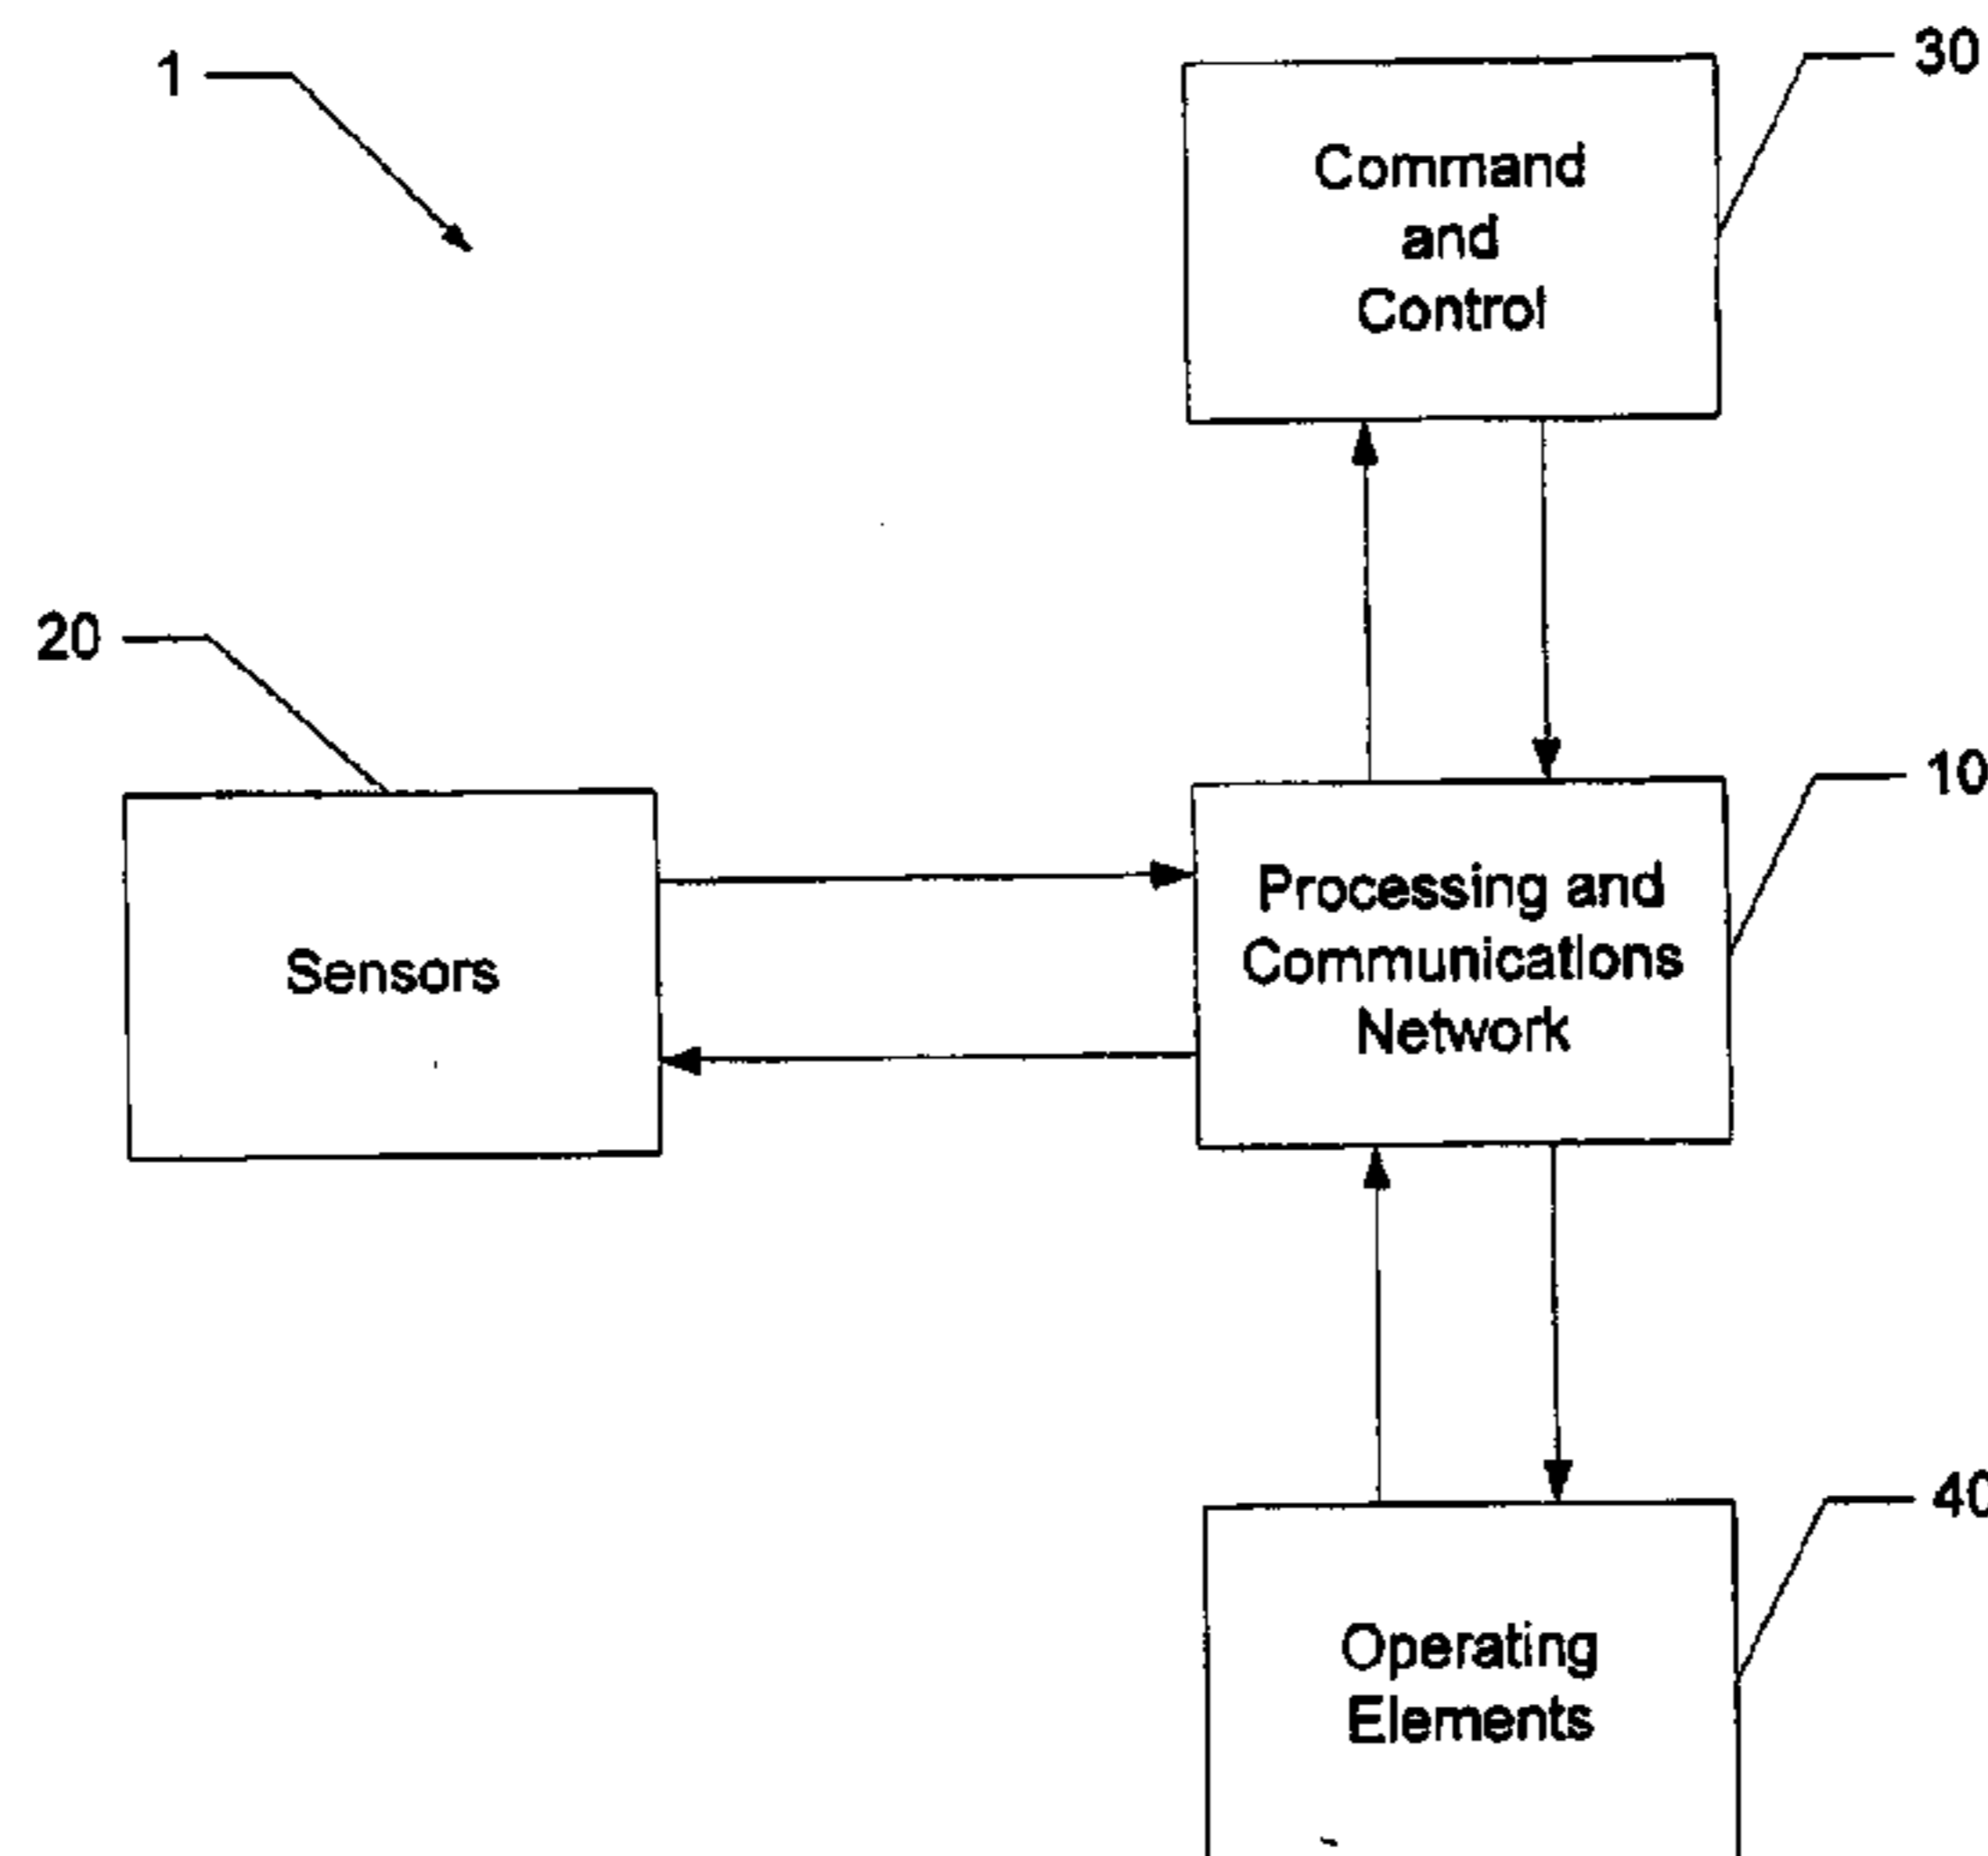 1
30
Command
and
Control
20
10
Sensors
Processing and
Communications
Network
40
Operating
Elements